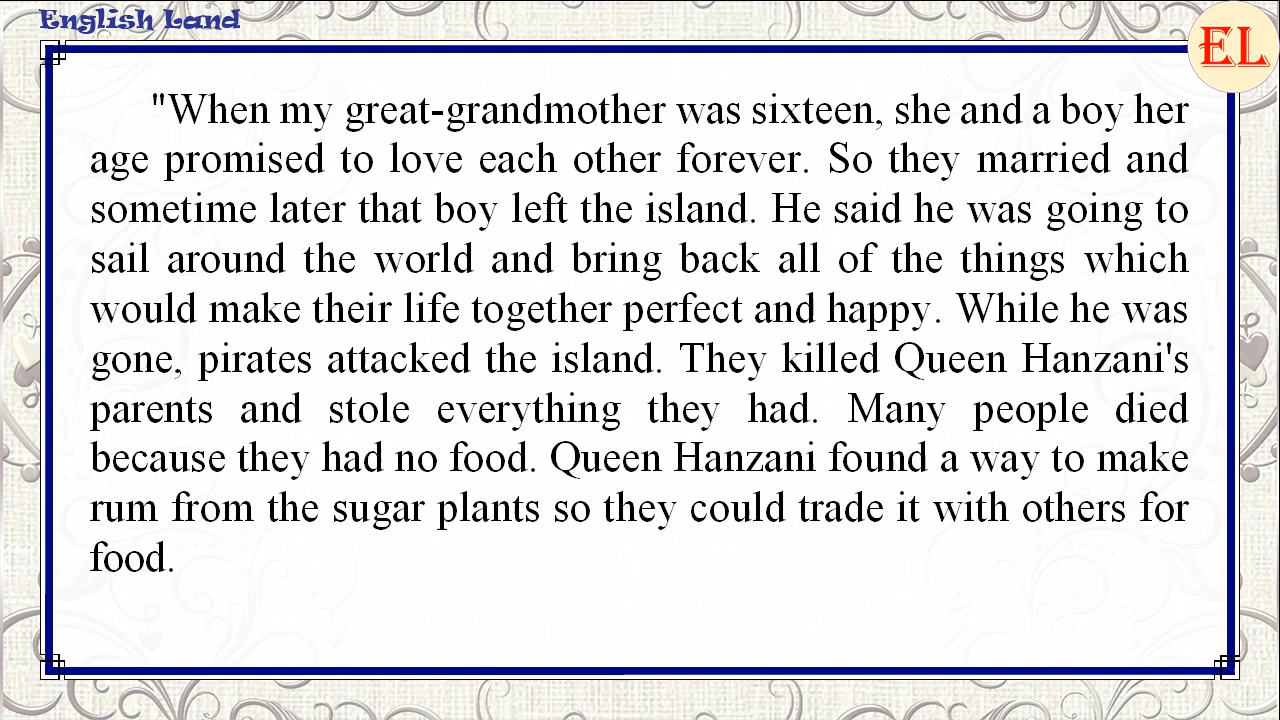 English Land
EL
"When my great-grandmother was sixteen, she and a boy her
age promised to love each other forever. So they married and
sometime later that boy left the island. He said he was going to
sail around the world and bring back all of the things which
would make their life together perfect and happy. While he was
gone, pirates attacked the island. They killed Queen Hanzani's
parents and stole everything they had. Many people died
because they had no food. Queen Hanzani found a way to make
rum from the sugar plants so they could trade it with others for
food.